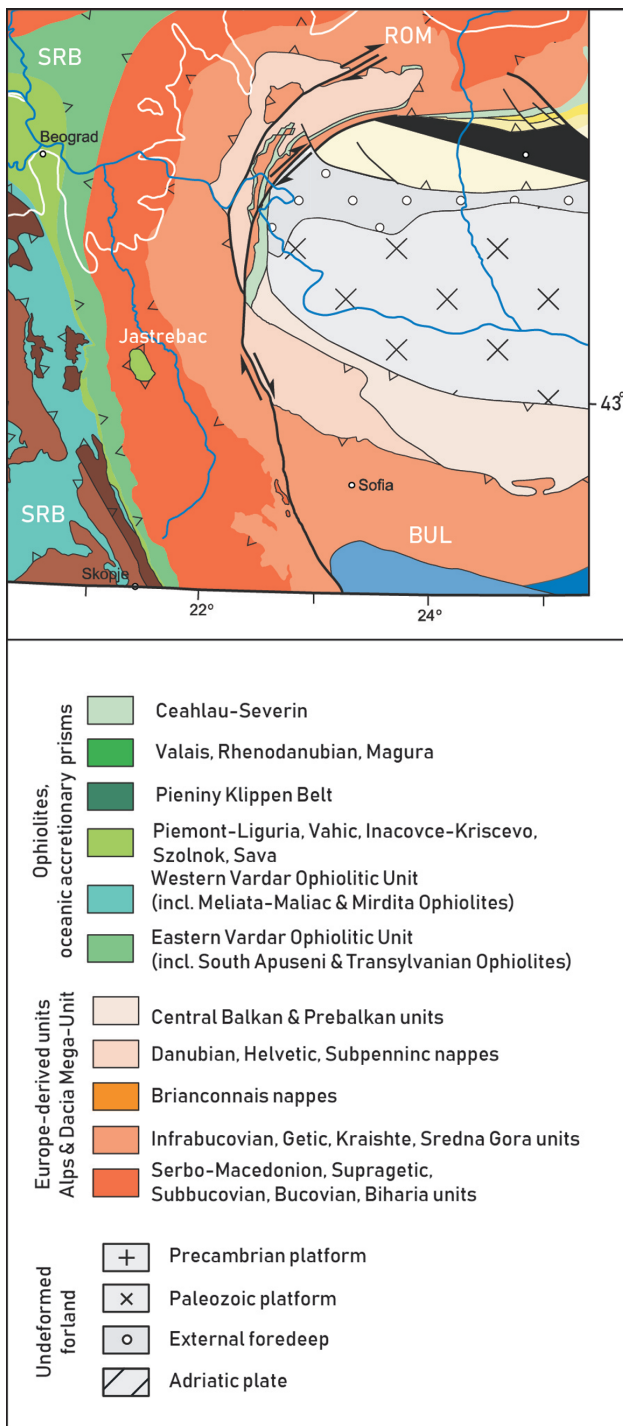 SRB
ROM
Beograd
Jastrebac
43°
Sofia
SRB
BUL
Skopje
22°
24°
Ophiolites,
oceanic accretionary prisms
Ceahlau-Severin
Valais, Rhenodanubian, Magura
Pieniny Klippen Belt
Piemont-Liguria, Vahic, Inacovce-Kriscevo,
Szolnok, Sava
Western Vardar Ophiolitic Unit
(incl. Meliata-Maliac & Mirdita Ophiolites)
Eastern Vardar Ophiolitic Unit
(incl. South Apuseni & Transylvanian Ophiolites)
Europe-derived units
Alps & Dacia Mega-Unit
Central Balkan & Prebalkan units
Danubian, Helvetic, Subpenninc nappes
Brianconnais nappes
Infrabucovian, Getic, Kraishte, Sredna Gora units
Serbo-Macedonion, Supragetic,
Subbucovian, Bucovian, Biharia units
Undeformed
forland
Precambrian platform
Paleozoic platform
External foredeep
Adriatic plate